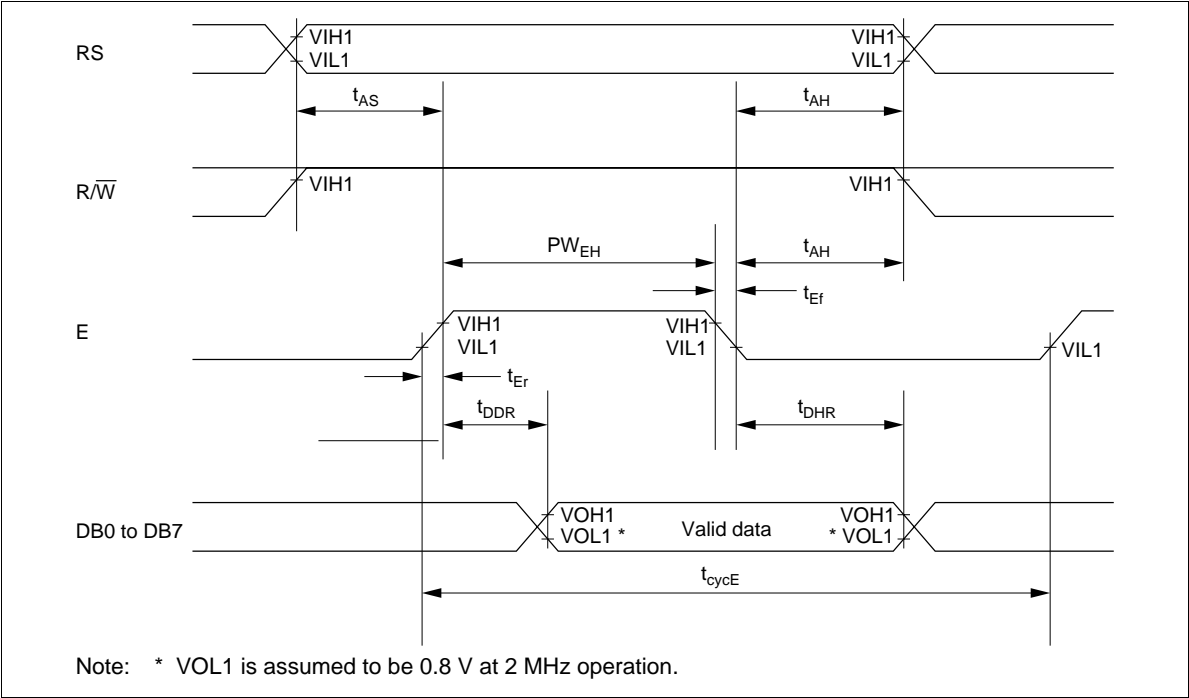 RS
VIH1
VIL1
VIH1
VIL1
tAS
tAH
R/W̅
VIH1
VIH1
PWEH
tAH
tEf
E
VIH1
VIL1
VIH1
VIL1
VIL1
tEr
tDDR
tDHR
DB0 to DB7
VOH1
VOL1 *
Valid data
VOH1
* VOL1
tcycE
Note: * VOL1 is assumed to be 0.8 V at 2 MHz operation.